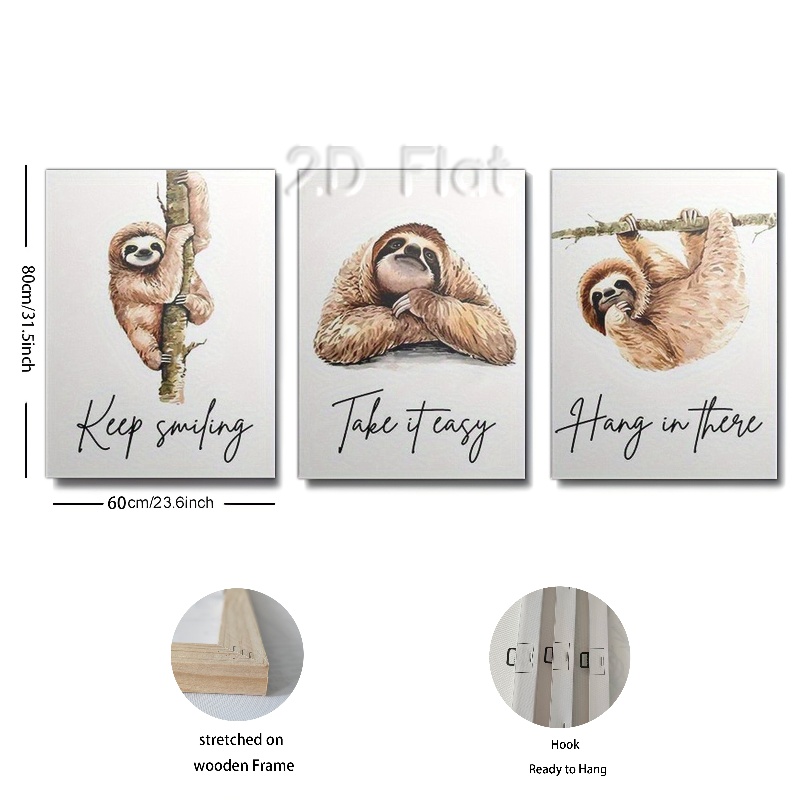 2D Flat
80cm/31.5inch
Keep smiling
Take it easy
Hang in there
60cm/23.6inch
stretched on
wooden Frame
Hook
Ready to Hang